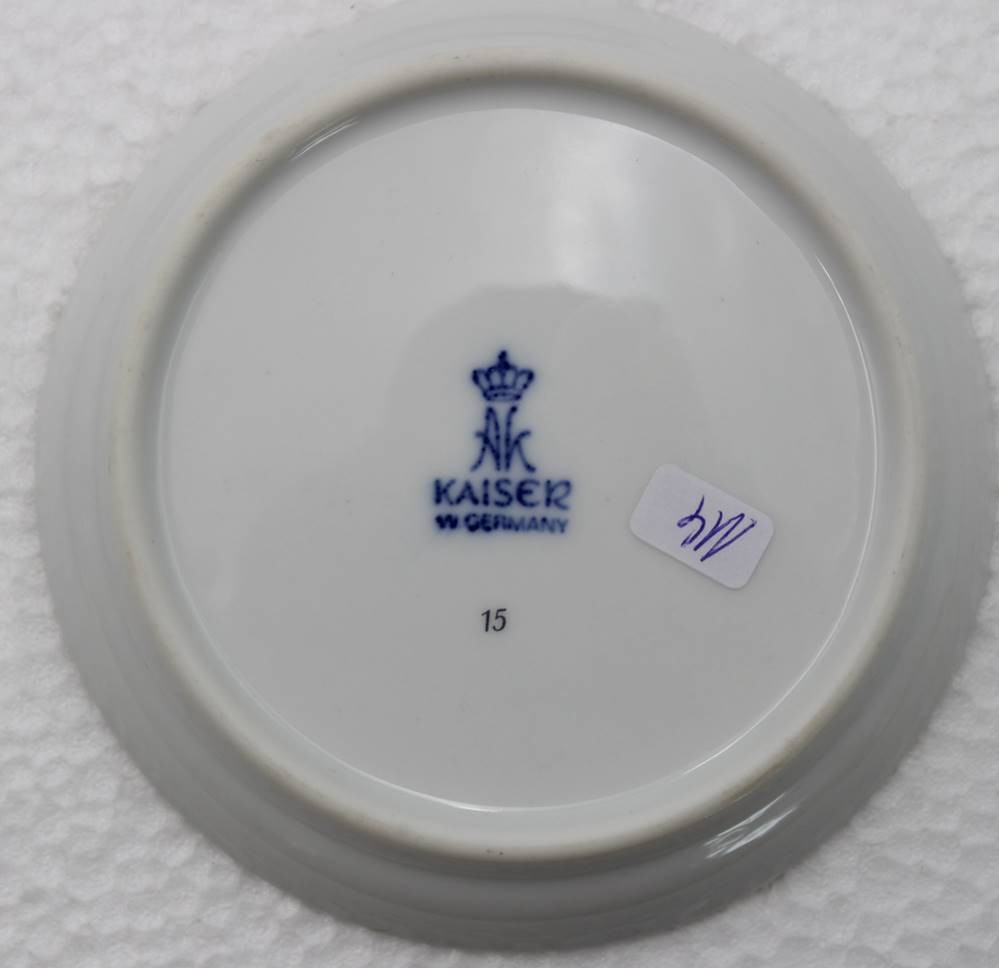 AK
KAISER
W. GERMANY
15